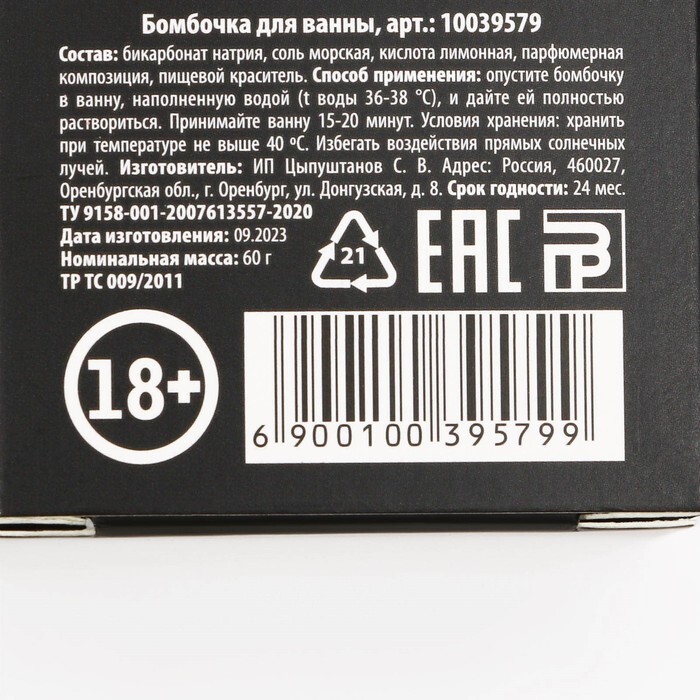 Бомбочка для ванны, арт.: 10039579
Состав: бикарбонат натрия, соль морская, кислота лимонная, парфюмерная
композиция, пищевой краситель. Способ применения: опустите бомбочку
в ванну, наполненную водой (t воды 36-38 °С), и дайте ей полностью
раствориться. Принимайте ванну 15-20 минут. Условия хранения: хранить
при температуре не выше 40 ºС. Избегать воздействия прямых солнечных
лучей. Изготовитель: ИП Цыпуштанов С. В. Адрес: Россия, 460027,
Оренбургская обл., г. Оренбург, ул. Донгузская, д. 8. Срок годности: 24 мес.
ТУ 9158-001-2007613557-2020
Дата изготовления: 09.2023
Номинальная масса: 60 г
ТР ТС 009/2011
21
EAC
18+
6 900100 395799